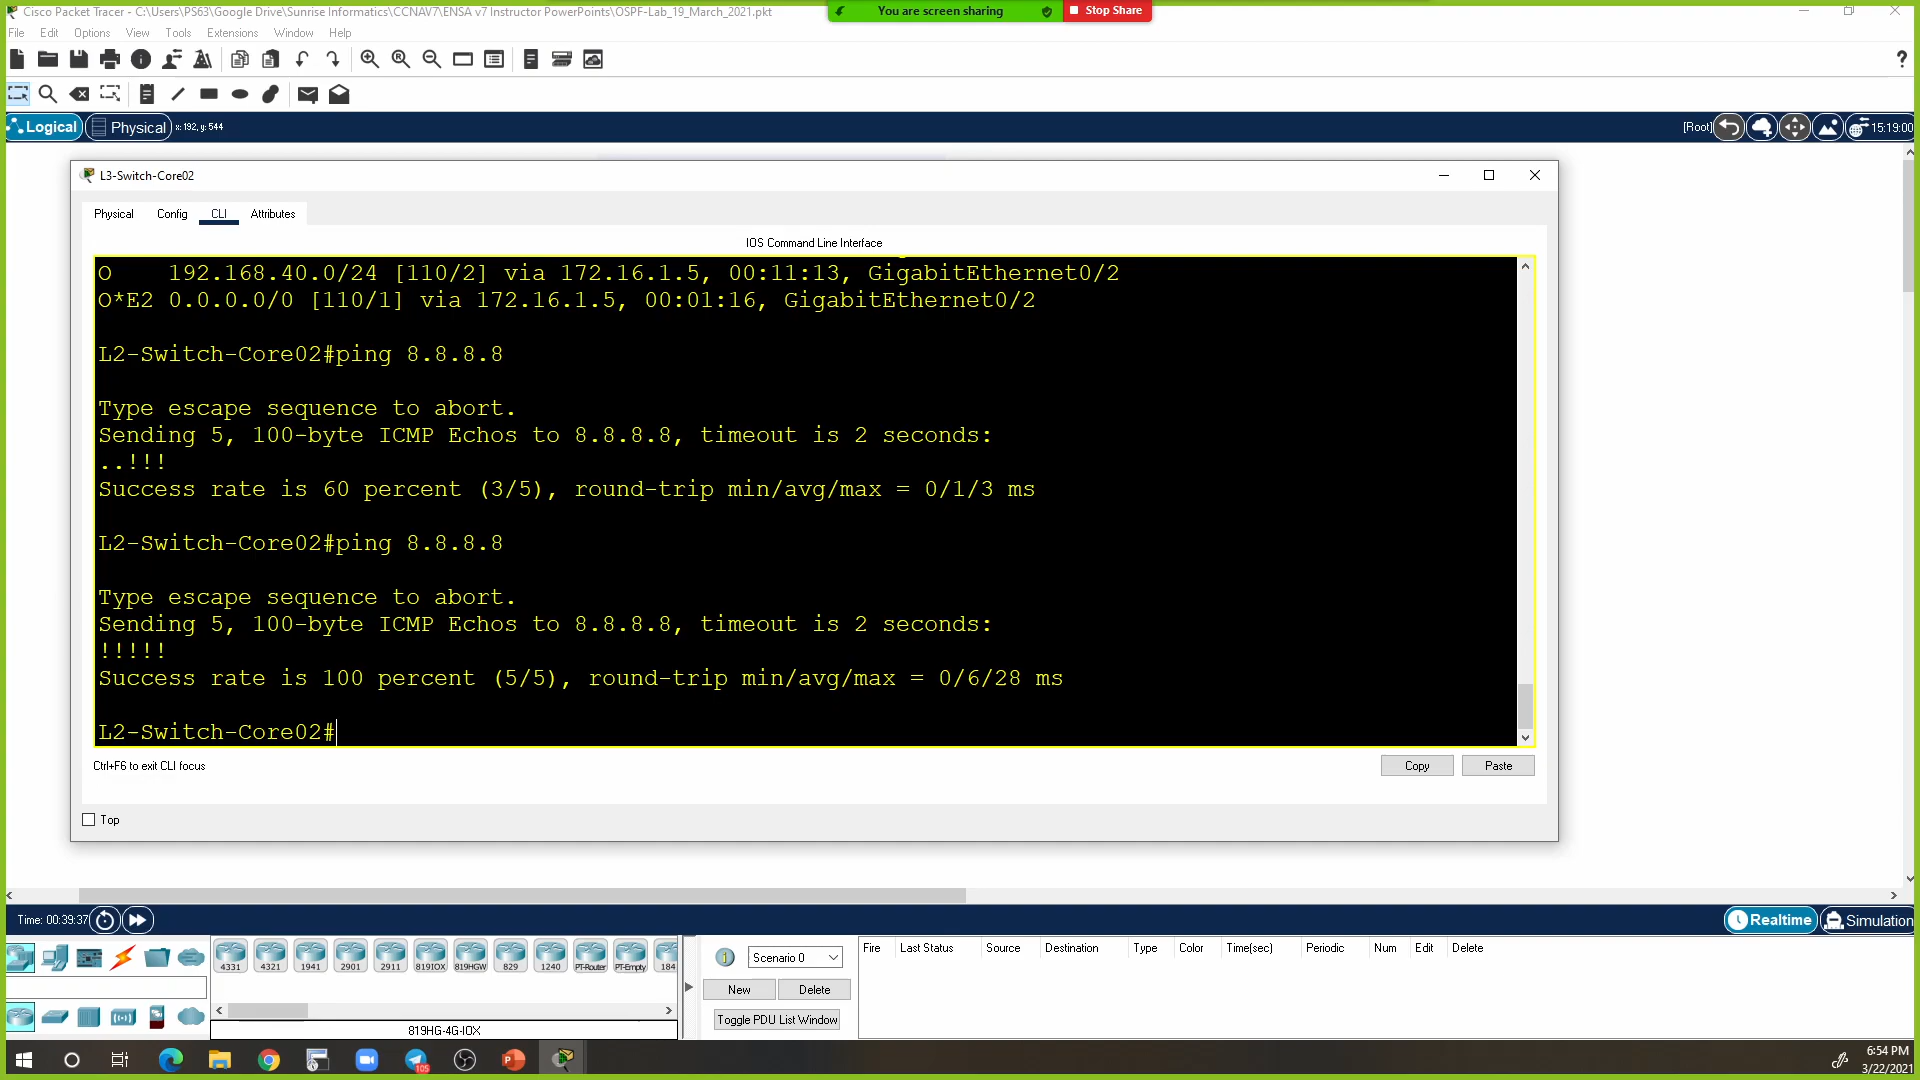 Cisco Packet Tracer - C:\Users\PS63\Google Drive\Sunrise Informatics\CCNAV7\ENSA v7 Instructor PowerPoints\OSPF-Lab_19_March_2021.pkt
You are screen sharing
Stop Share
File Edit Options View Tools Extensions Window Help
?
Logical Physical x: 192, y: 544
[Root] 15:19:00
L3-Switch-Core02
Physical Config CLI Attributes
IOS Command Line Interface
O 192.168.40.0/24 [110/2] via 172.16.1.5, 00:11:13, GigabitEthernet0/2
O*E2 0.0.0.0/0 [110/1] via 172.16.1.5, 00:01:16, GigabitEthernet0/2
L2-Switch-Core02#ping 8.8.8.8
Type escape sequence to abort.
Sending 5, 100-byte ICMP Echos to 8.8.8.8, timeout is 2 seconds:
..!!!
Success rate is 60 percent (3/5), round-trip min/avg/max = 0/1/3 ms
L2-Switch-Core02#ping 8.8.8.8
Type escape sequence to abort.
Sending 5, 100-byte ICMP Echos to 8.8.8.8, timeout is 2 seconds:
!!!!!
Success rate is 100 percent (5/5), round-trip min/avg/max = 0/6/28 ms
L2-Switch-Core02#
Ctrl+F6 to exit CLI focus
Copy Paste
Top
Time: 00:39:37
Realtime Simulation
4331 4321 1941 2901 2911 819IOX 819HGW 829 1240 PT-Router PT-Empty 184
819HG-4G-IOX
Scenario 0
New Delete
Toggle PDU List Window
Fire Last Status Source Destination Type Color Time(sec) Periodic Num Edit Delete
105
6:54 PM
3/22/2021